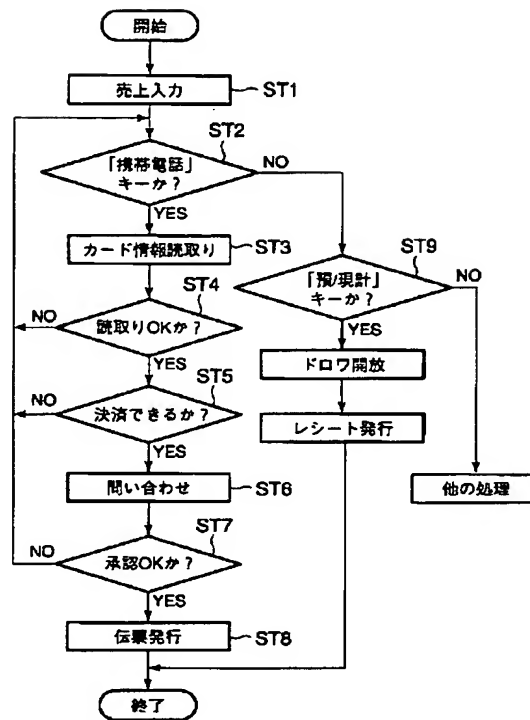 開始
売上入力
ST1
ST2
「携帯電話」
キーか?
NO
YES
カード情報読取り
ST3
ST9
「預/現計」
キーか?
NO
YES
ST4
読取りOKか?
NO
YES
ドロワ開放
ST5
決済できるか?
NO
YES
レシート発行
問い合わせ
ST6
他の処理
ST7
承認OKか?
NO
YES
伝票発行
ST8
終了